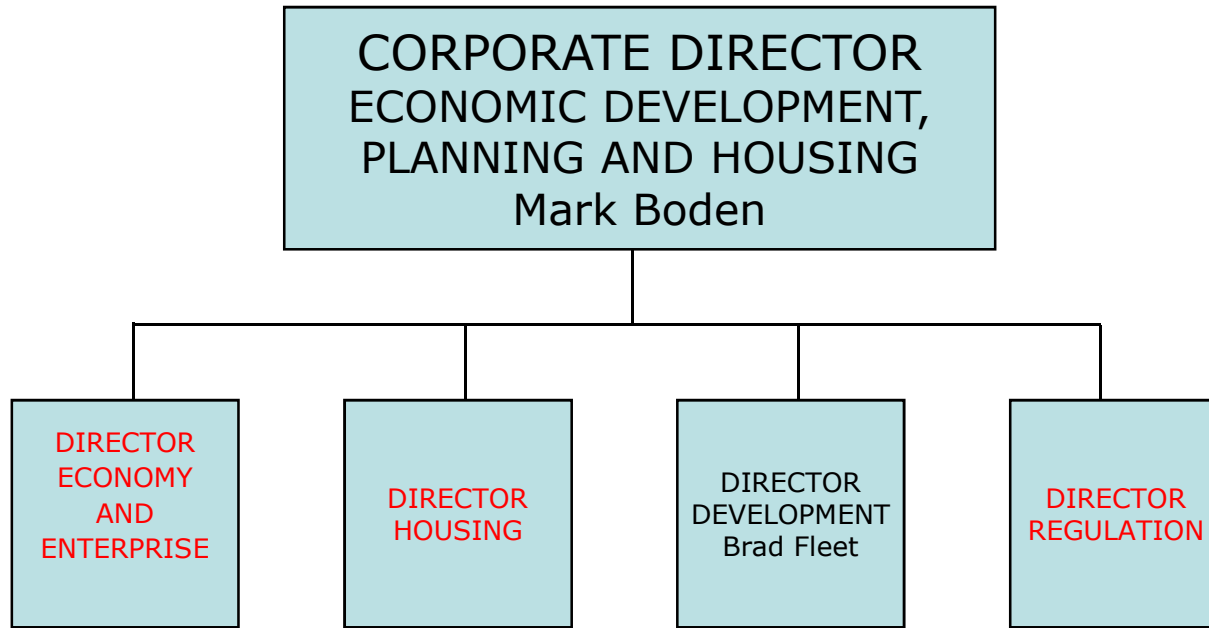 CORPORATE DIRECTOR
ECONOMIC DEVELOPMENT,
PLANNING AND HOUSING
Mark Boden
DIRECTOR
ECONOMY
AND
ENTERPRISE
DIRECTOR
HOUSING
DIRECTOR
DEVELOPMENT
Brad Fleet
DIRECTOR
REGULATION